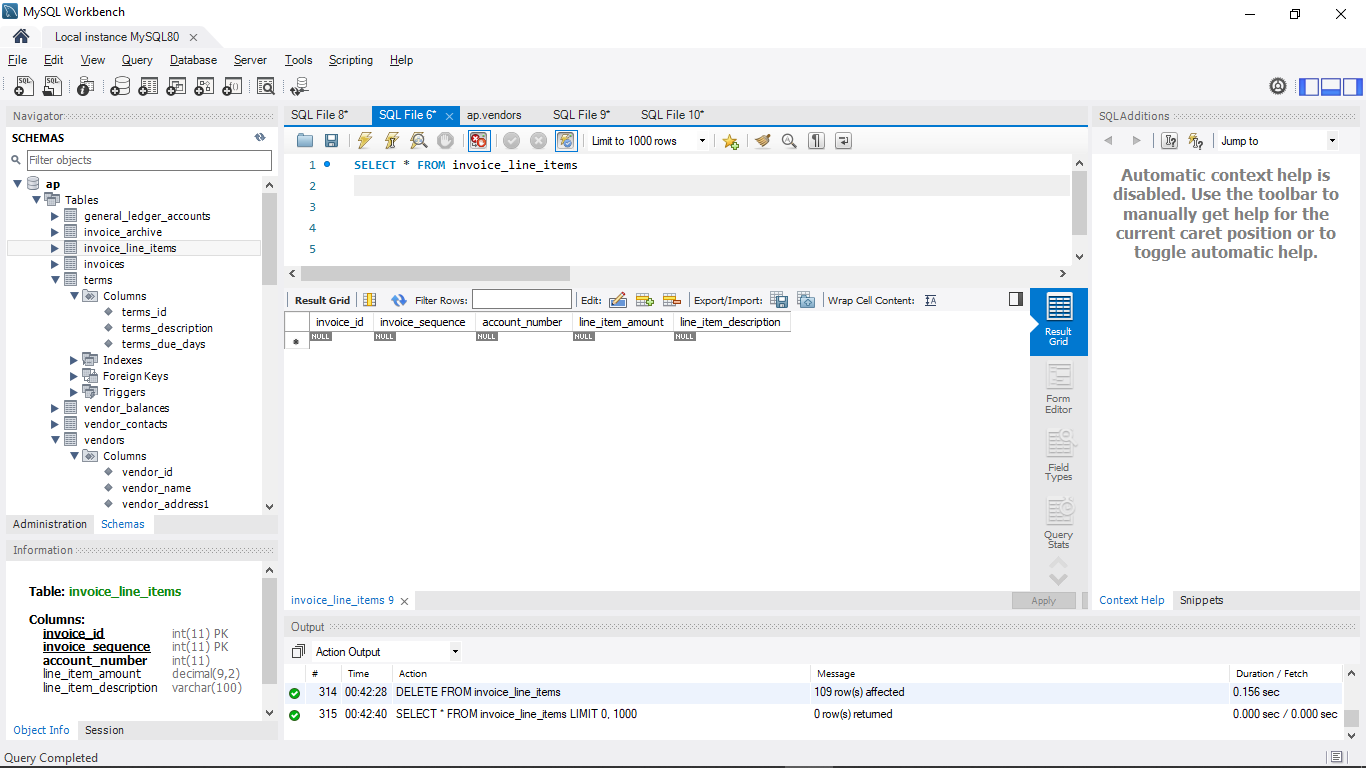 MySQL Workbench
Local instance MySQL80
File Edit View Query Database Server Tools Scripting Help
Navigator
SCHEMAS
Filter objects
ap
Tables
general_ledger_accounts
invoice_archive
invoice_line_items
invoices
terms
Columns
terms_id
terms_description
terms_due_days
Indexes
Foreign Keys
Triggers
vendor_balances
vendor_contacts
vendors
Columns
vendor_id
vendor_name
vendor_address1
Administration Schemas
Information
Table: invoice_line_items
Columns:
invoice_id int(11) PK
invoice_sequence int(11) PK
account_number int(11)
line_item_amount decimal(9,2)
line_item_description varchar(100)
Object Info Session
Query Completed
SQL File 8* SQL File 6* ap.vendors SQL File 9* SQL File 10*
Limit to 1000 rows
1 SELECT * FROM invoice_line_items
2
3
4
5
Result Grid Filter Rows: Edit: Export/Import: Wrap Cell Content:
invoice_id invoice_sequence account_number line_item_amount line_item_description
NULL NULL NULL NULL NULL
Result Grid
Form Editor
Field Types
Query Stats
invoice_line_items 9
Apply
Output
Action Output
# Time Action Message Duration / Fetch
314 00:42:28 DELETE FROM invoice_line_items 109 row(s) affected 0.156 sec
315 00:42:40 SELECT * FROM invoice_line_items LIMIT 0, 1000 0 row(s) returned 0.000 sec / 0.000 sec
SQLAdditions
Jump to
Automatic context help is
disabled. Use the toolbar to
manually get help for the
current caret position or to
toggle automatic help.
Context Help Snippets